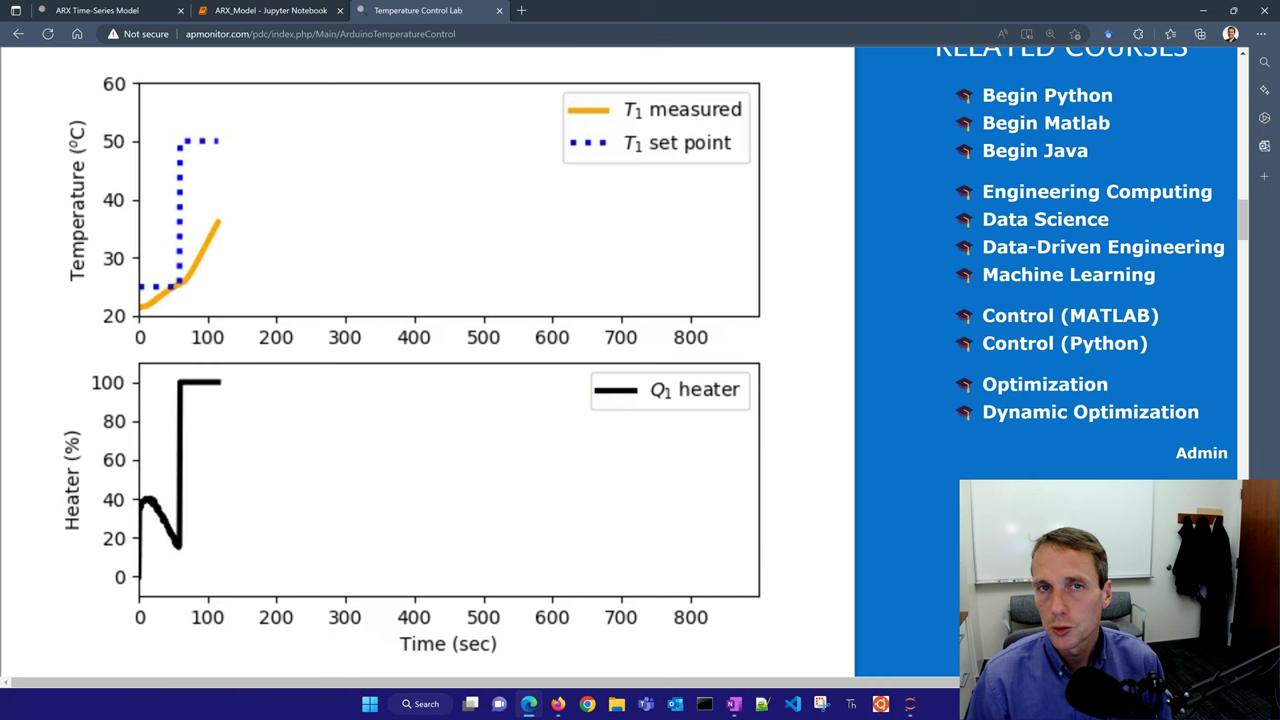 ARX Time-Series Model
ARX_Model - Jupyter Notebook
Temperature Control Lab
Not secure
apmonitor.com/pdc/index.php/Main/ArduinoTemperatureControl
RELATED COURSES
Begin Python
Begin Matlab
Begin Java
Engineering Computing
Data Science
Data-Driven Engineering
Machine Learning
Control (MATLAB)
Control (Python)
Optimization
Dynamic Optimization
Admin
60
50
40
30
20
Temperature (⁰C)
T₁ measured
T₁ set point
0 100 200 300 400 500 600 700 800
100
80
60
40
20
0
Heater (%)
Q₁ heater
0 100 200 300 400 500 600 700 800
Time (sec)
Search
Th